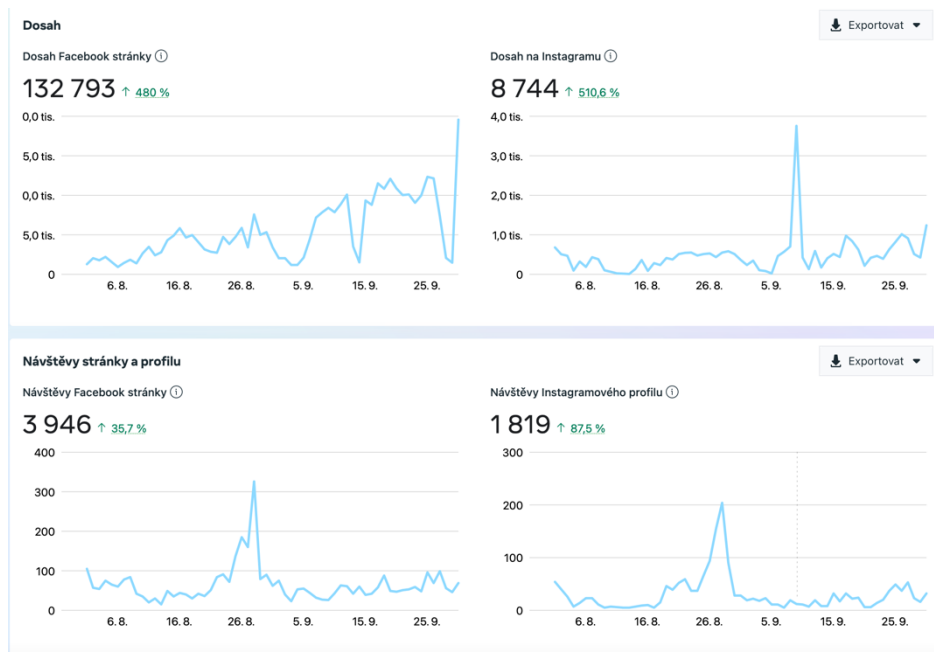 Dosah
Exportovat
Dosah Facebook stránky
132 793 ↑ 480 %
0,0 tis.
5,0 tis.
0,0 tis.
5,0 tis.
0
6. 8. 16. 8. 26. 8. 5. 9. 15. 9. 25. 9.
Dosah na Instagramu
8 744 ↑ 510,6 %
4,0 tis.
3,0 tis.
2,0 tis.
1,0 tis.
0
6. 8. 16. 8. 26. 8. 5. 9. 15. 9. 25. 9.
Návštěvy stránky a profilu
Exportovat
Návštěvy Facebook stránky
3 946 ↑ 35,7 %
400
300
200
100
0
6. 8. 16. 8. 26. 8. 5. 9. 15. 9. 25. 9.
Návštěvy Instagramového profilu
1 819 ↑ 87,5 %
300
200
100
0
6. 8. 16. 8. 26. 8. 5. 9. 15. 9. 25. 9.